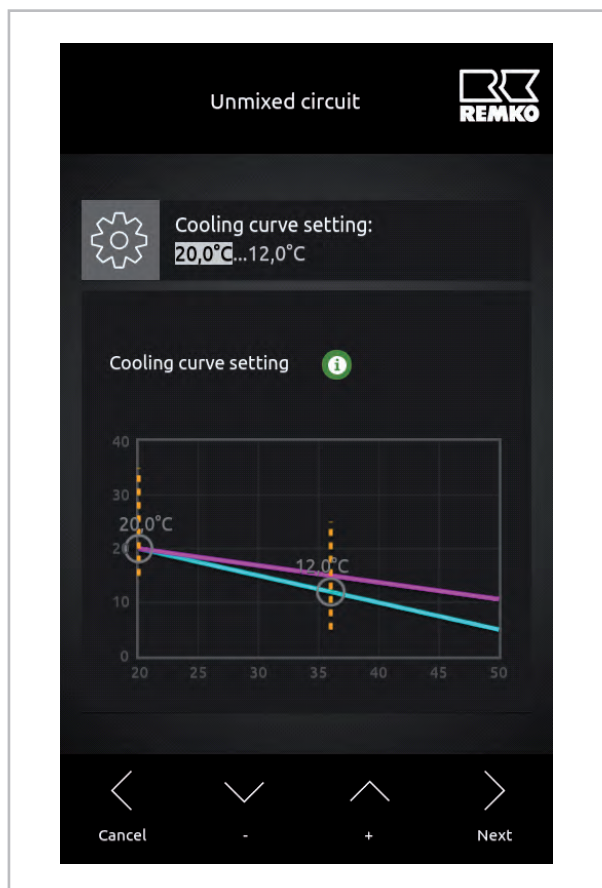 Unmixed circuit
REMKO
Cooling curve setting:
20,0°C...12,0°C
Cooling curve setting
i
40
30
20,0°C
20
12,0°C
10
0
20 25 30 35 40 45 50
Cancel - + Next